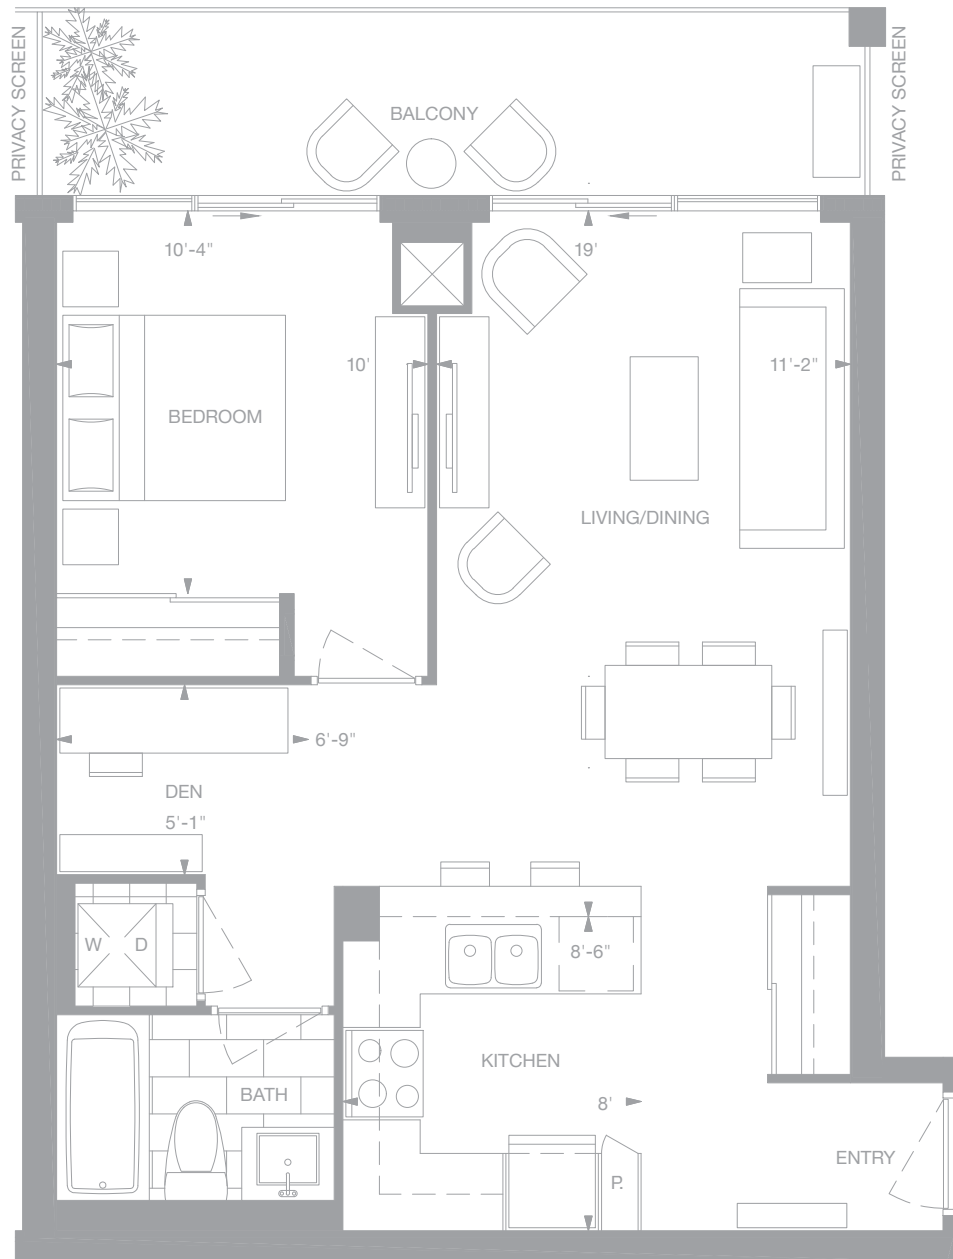 PRIVACY SCREEN
BALCONY
PRIVACY SCREEN
10'-4"
19'
10'
11'-2"
BEDROOM
LIVING/DINING
6'-9"
DEN
5'-1"
W D
8'-6"
KITCHEN
BATH
8'
ENTRY
P.